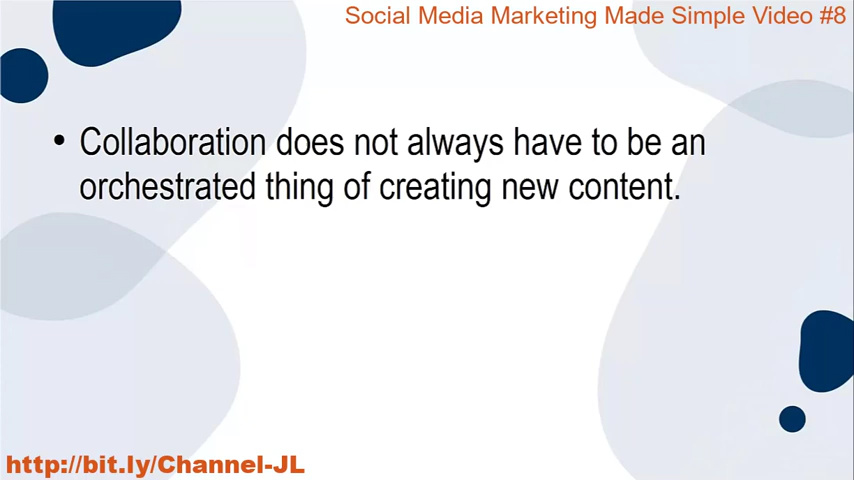 Social Media Marketing Made Simple Video #8
• Collaboration does not always have to be an
orchestrated thing of creating new content.
http://bit.ly/Channel-JL